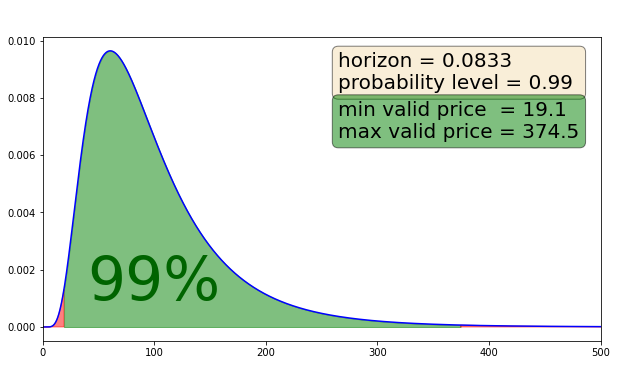 horizon = 0.0833
probability level = 0.99
min valid price  = 19.1
max valid price = 374.5
99%
0.010
0.008
0.006
0.004
0.002
0.000
0 100 200 300 400 500